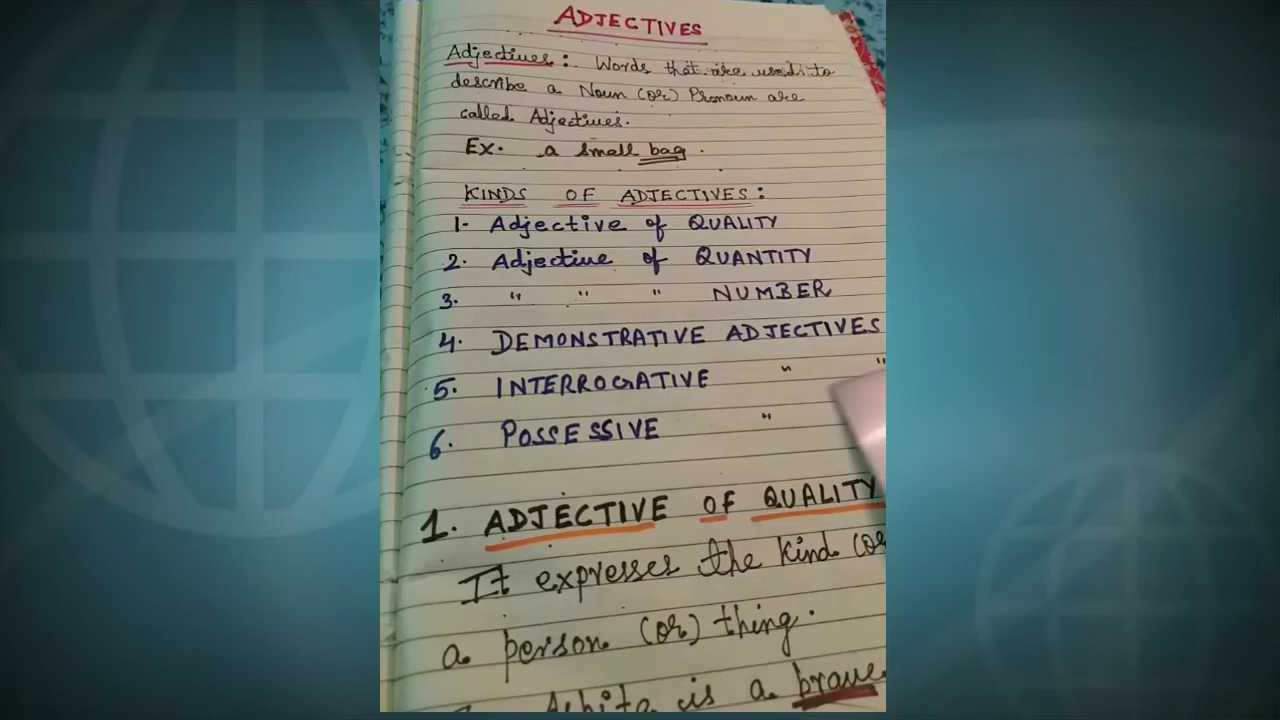 ADJECTIVES
Adjectives: Words that are used to
describe a Noun (or) Pronoun are
called Adjectives.
Ex. a small bag.
KINDS OF ADJECTIVES:
1- Adjective of QUALITY
2. Adjective of QUANTITY
3. " " " NUMBER
4. DEMONSTRATIVE ADJECTIVES
5. INTERROGATIVE " "
6. POSSESSIVE "
1. ADJECTIVE OF QUALITY
It expresses the kind (or
a person (or) thing.
is a brave